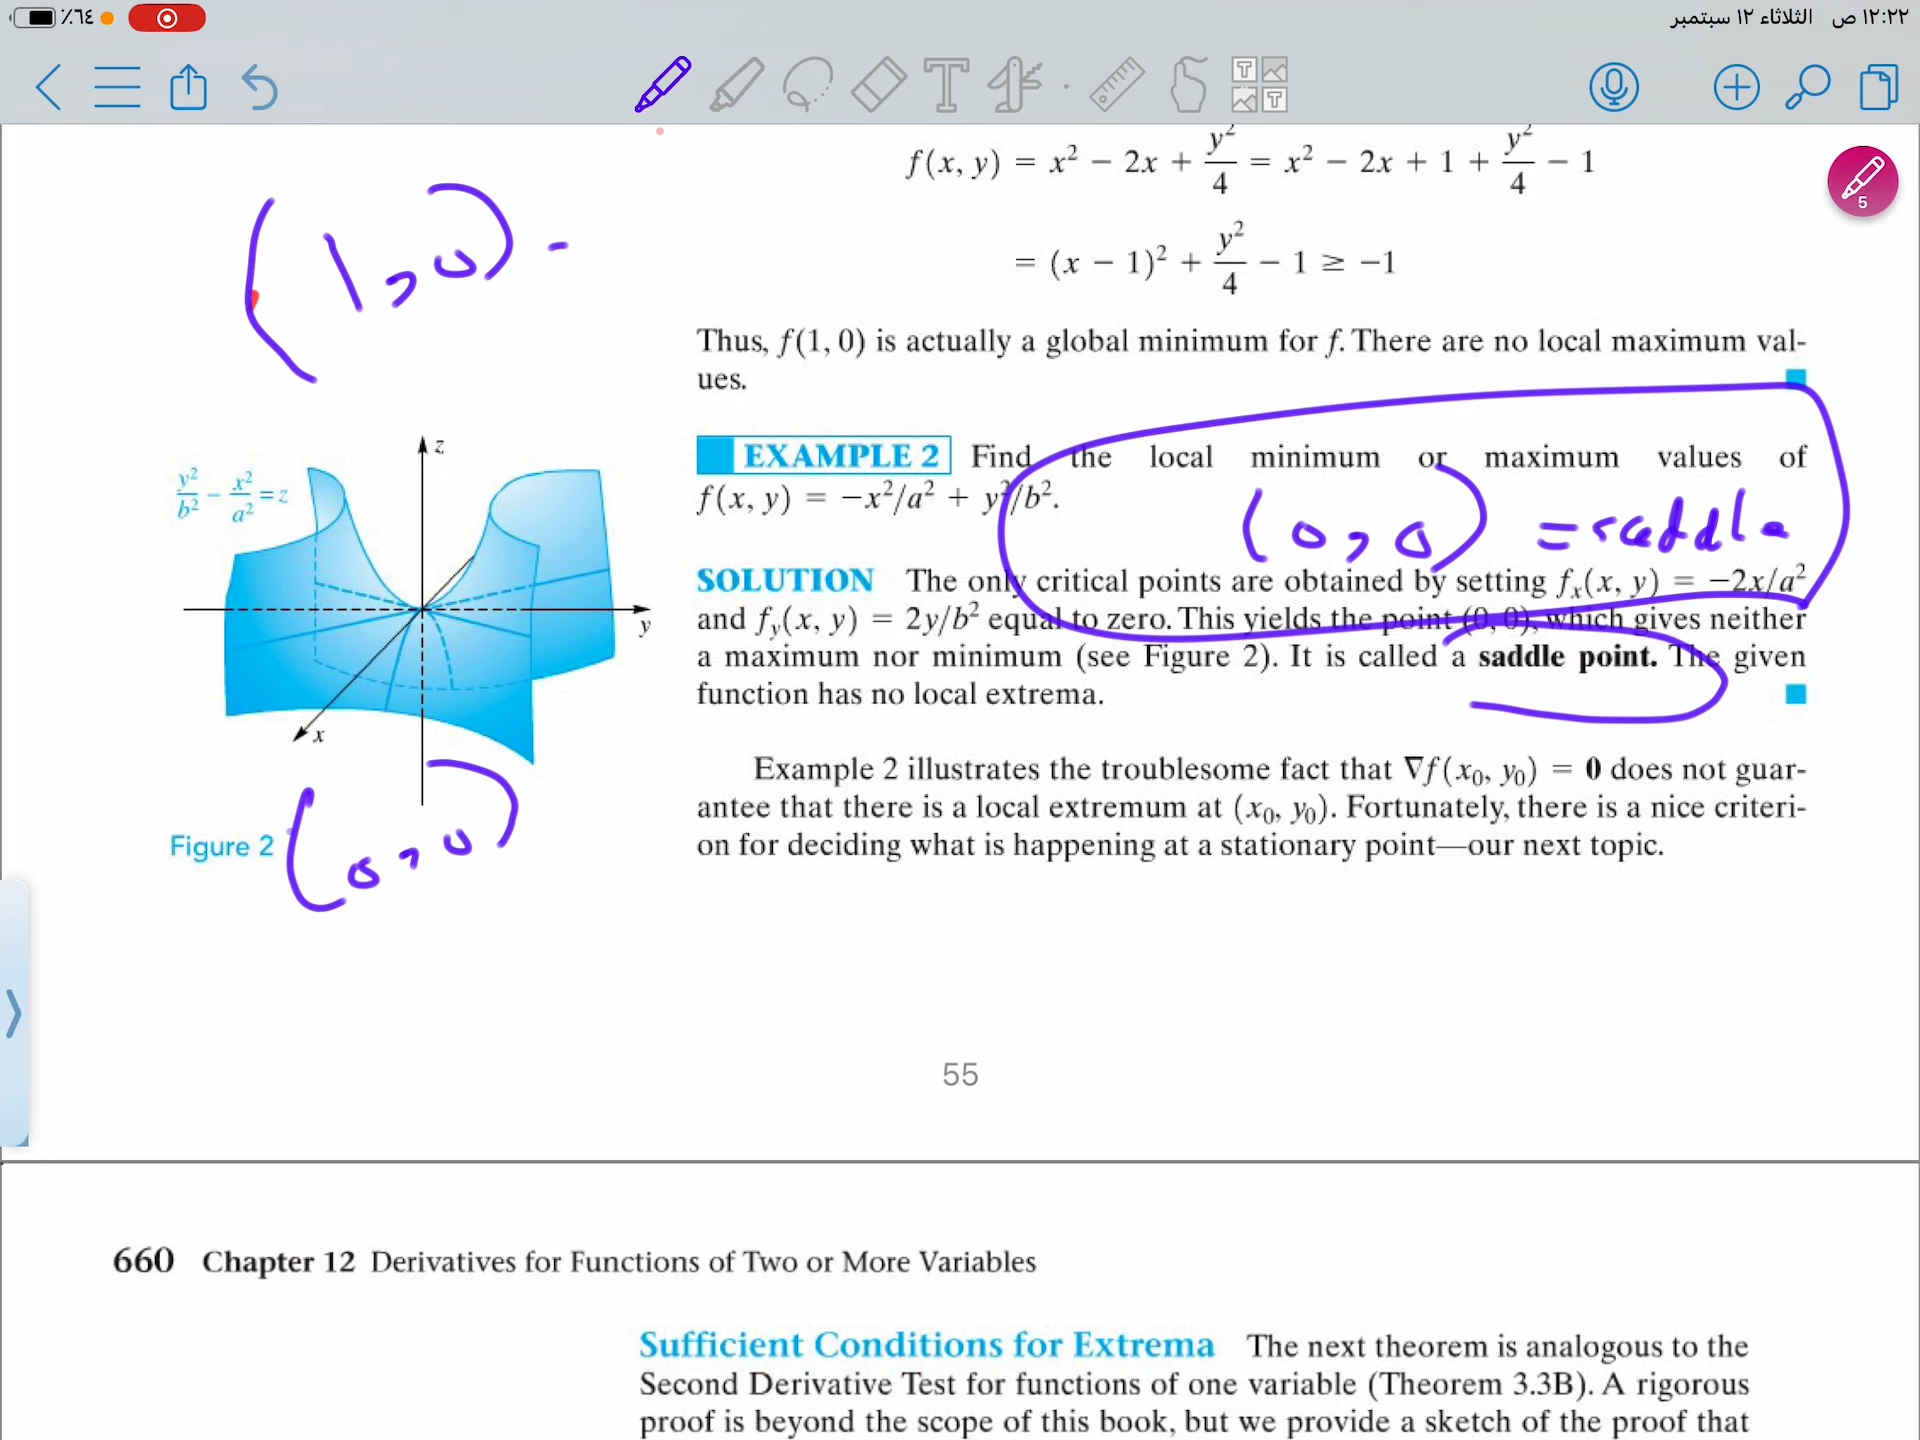 ٪٦٤
١٢:٢٢ ص الثلاثاء ١٢ سبتمبر
5
f(x, y) = x² − 2x + y²/4 = x² − 2x + 1 + y²/4 − 1
= (x − 1)² + y²/4 − 1 ≥ −1
(1,0) -
Thus, f(1, 0) is actually a global minimum for f. There are no local maximum val-
ues.
EXAMPLE 2 Find the local minimum or maximum values of
f(x, y) = −x²/a² + y²/b².
(0,0) = saddle
SOLUTION The only critical points are obtained by setting fₓ(x, y) = −2x/a²
and f_y(x, y) = 2y/b² equal to zero. This yields the point (0, 0), which gives neither
a maximum nor minimum (see Figure 2). It is called a saddle point. The given
function has no local extrema.
y²/b² − x²/a² = z
z
y
x
Figure 2
(0,0)
Example 2 illustrates the troublesome fact that ∇f(x₀, y₀) = 0 does not guar-
antee that there is a local extremum at (x₀, y₀). Fortunately, there is a nice criteri-
on for deciding what is happening at a stationary point—our next topic.
55
660 Chapter 12 Derivatives for Functions of Two or More Variables
Sufficient Conditions for Extrema The next theorem is analogous to the
Second Derivative Test for functions of one variable (Theorem 3.3B). A rigorous
proof is beyond the scope of this book, but we provide a sketch of the proof that